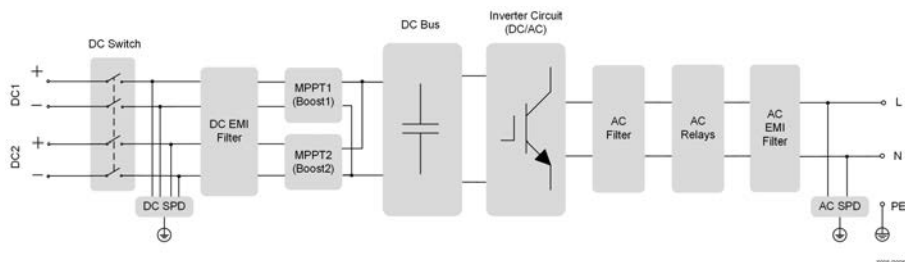 DC Switch
DC Bus
Inverter Circuit
(DC/AC)
DC1
+
−
DC2
+
−
DC EMI
Filter
MPPT1
(Boost1)
MPPT2
(Boost2)
AC
Filter
AC
Relays
AC
EMI
Filter
L
N
PE
DC SPD
AC SPD